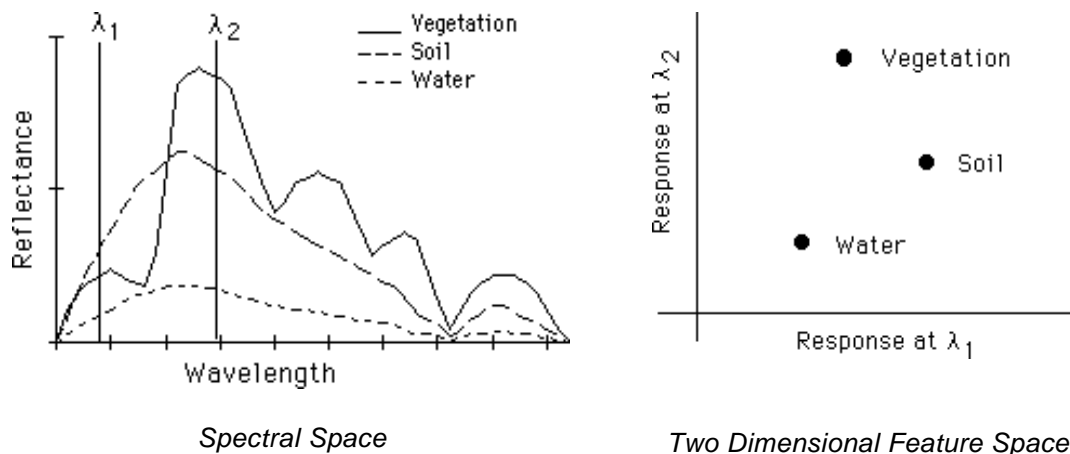 λ1
λ2
Vegetation
Soil
Water
Reflectance
Wavelength
Spectral Space
Response at λ2
Vegetation
Soil
Water
Response at λ1
Two Dimensional Feature Space